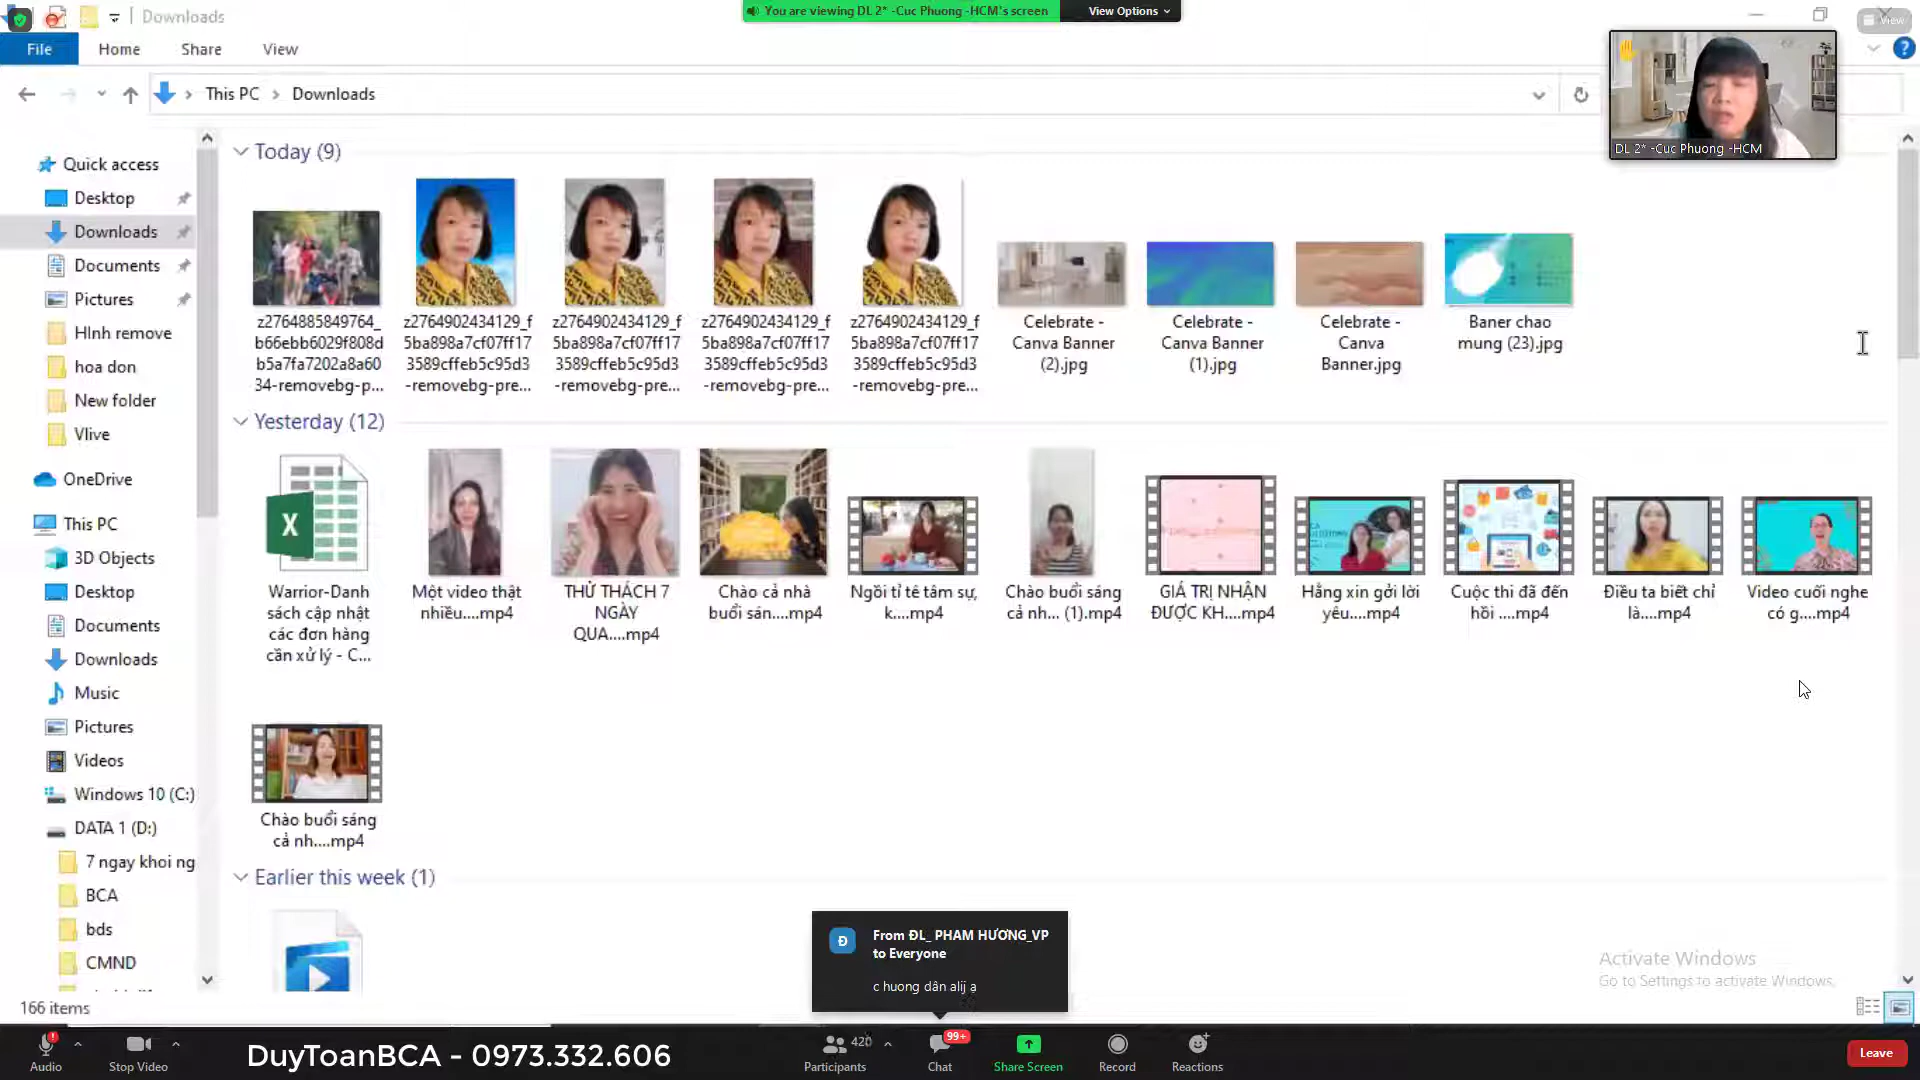 Downloads
You are viewing DL 2* -Cuc Phuong -HCM's screen
View Options
View
File
Home
Share
View
This PC
Downloads
DL 2* -Cuc Phuong -HCM
Quick access
Desktop
Downloads
Documents
Pictures
HInh remove
hoa don
New folder
Vlive
OneDrive
This PC
3D Objects
Desktop
Documents
Downloads
Music
Pictures
Videos
Windows 10 (C:)
DATA 1 (D:)
7 ngay khoi ng
BCA
bds
CMND
Today (9)
z2764885849764_
b66ebb6029f808d
b5a7fa7202a8a60
34-removebg-p...
z2764902434129_f
5ba898a7cf07ff17
3589cffeb5c95d3
-removebg-pre...
z2764902434129_f
5ba898a7cf07ff17
3589cffeb5c95d3
-removebg-pre...
z2764902434129_f
5ba898a7cf07ff17
3589cffeb5c95d3
-removebg-pre...
z2764902434129_f
5ba898a7cf07ff17
3589cffeb5c95d3
-removebg-pre...
Celebrate -
Canva Banner
(2).jpg
Celebrate -
Canva Banner
(1).jpg
Celebrate -
Canva
Banner.jpg
Baner chao
mung (23).jpg
Yesterday (12)
Warrior-Danh
sách cập nhật
các đơn hàng
cần xử lý - C...
Một video thật
nhiều....mp4
THỬ THÁCH 7
NGÀY
QUA....mp4
Chào cả nhà
buổi sán....mp4
Ngồi tỉ tê tâm sự,
k....mp4
Chào buổi sáng
cả nh... (1).mp4
GIÁ TRỊ NHẬN
ĐƯỢC KH....mp4
Hằng xin gởi lời
yêu....mp4
Cuộc thi đã đến
hồi ....mp4
Điều ta biết chỉ
là....mp4
Video cuối nghe
có g....mp4
Chào buổi sáng
cả nh....mp4
Earlier this week (1)
Đ
From ĐL_ PHAM HƯƠNG_VP
to Everyone
c huong dân alij ạ
Activate Windows
Go to Settings to activate Windows.
166 items
Audio
Stop Video
DuyToanBCA - 0973.332.606
420
Participants
99+
Chat
Share Screen
Record
Reactions
Leave